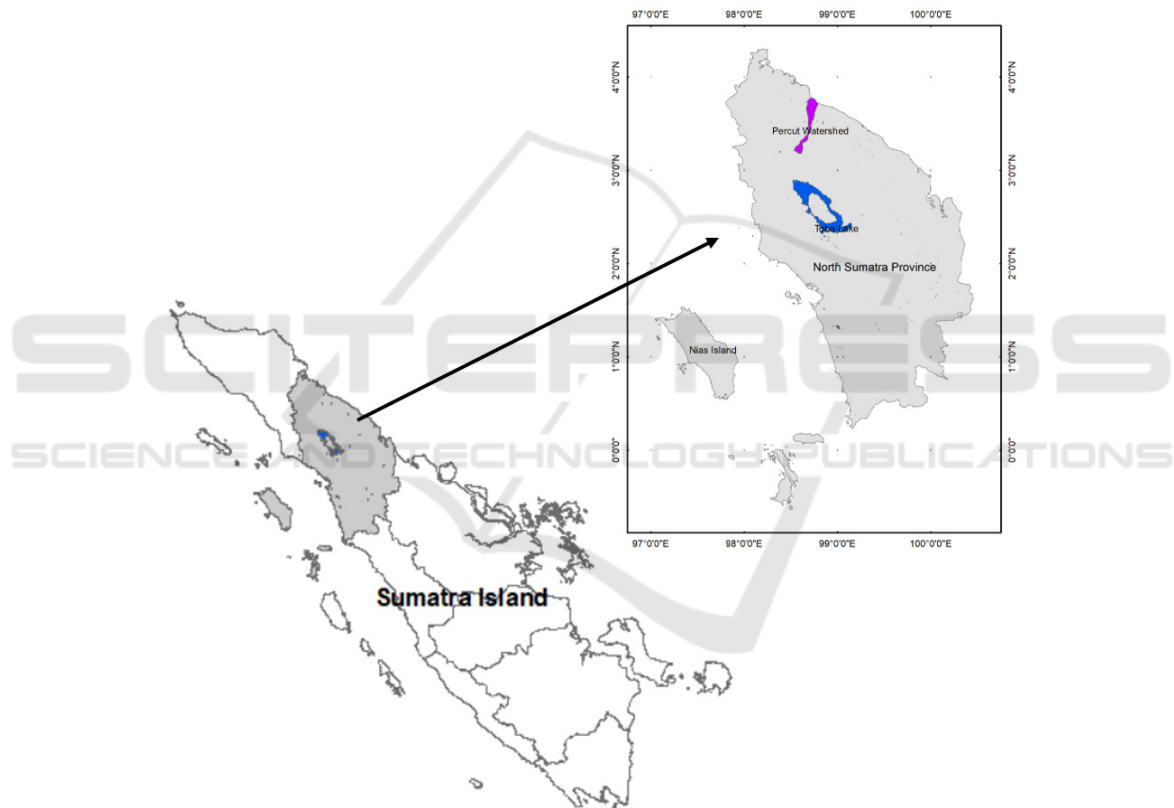 97°0'0"E 98°0'0"E 99°0'0"E 100°0'0"E
4°0'0"N 4°0'0"N
Percut Watershed
3°0'0"N 3°0'0"N
Toba Lake
North Sumatra Province
2°0'0"N 2°0'0"N
Nias Island
1°0'0"N 1°0'0"N
0°0'0" 0°0'0"
97°0'0"E 98°0'0"E 99°0'0"E 100°0'0"E
SCITEPRESS
SCIENCE AND TECHNOLOGY PUBLICATIONS
Sumatra Island